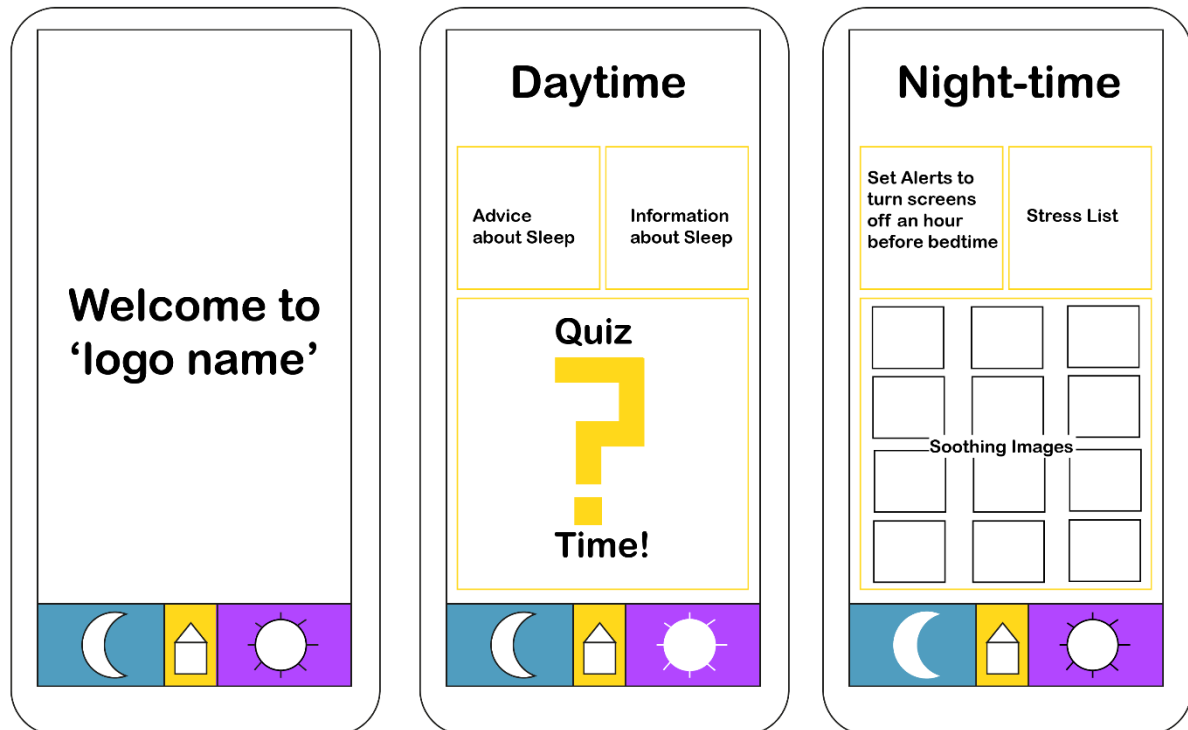 Welcome to
‘logo name’
Daytime
Advice
about Sleep
Information
about Sleep
Quiz
?
Time!
Night-time
Set Alerts to
turn screens
off an hour
before bedtime
Stress List
Soothing Images